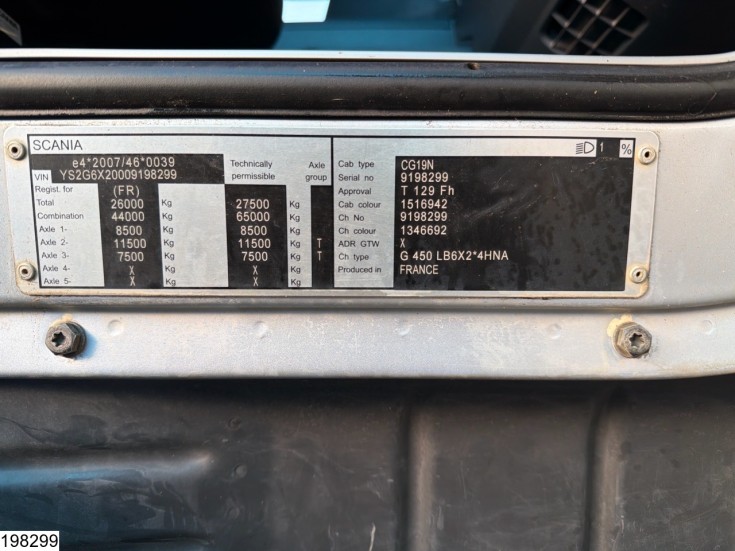 SCANIA
1 %
e4*2007/46*0039
VIN YS2G6X20009198299
Technically permissible
Axle group
Regist. for (FR)
Total 26000 Kg 27500 Kg
Combination 44000 Kg 65000 Kg
Axle 1- 8500 Kg 8500 Kg
Axle 2- 11500 Kg 11500 Kg T
Axle 3- 7500 Kg 7500 Kg T
Axle 4- X Kg X Kg
Axle 5- X Kg X Kg
Cab type CG19N
Serial no 9198299
Approval T 129 Fh
Cab colour 1516942
Ch No 9198299
Ch colour 1346692
ADR GTW X
Ch type G 450 LB6X2*4HNA
Produced in FRANCE
198299